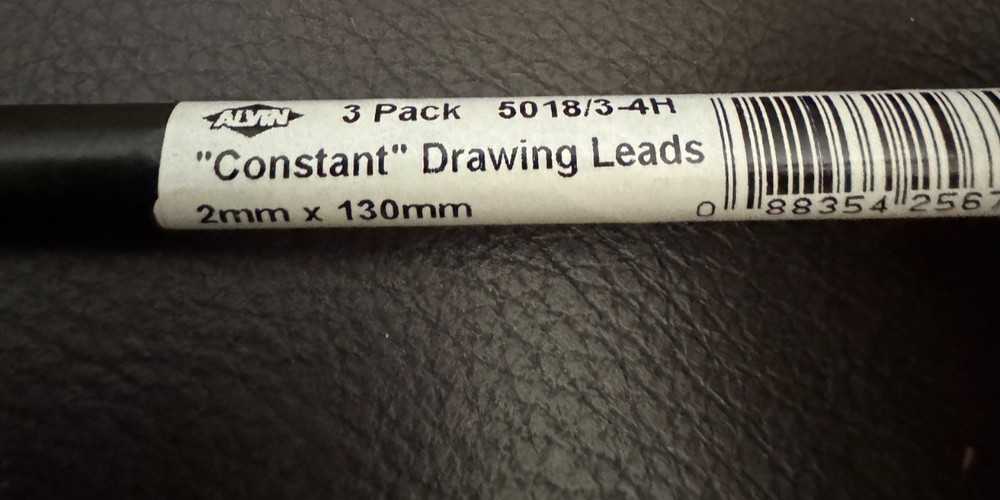 ALVIN 3 Pack 5018/3-4H
"Constant" Drawing Leads
2mm x 130mm
0 88354 2567